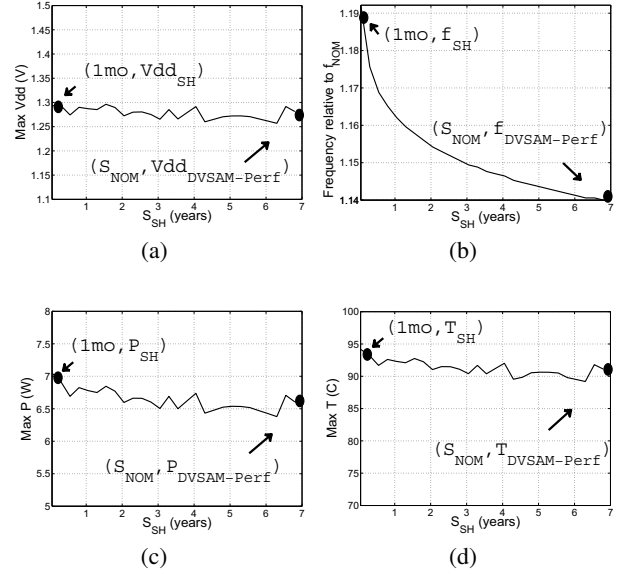 1.5
1.45
1.4
1.35
1.3
1.25
1.2
1.15
1.1
Max Vdd (V)
(1mo,Vdd_SH)
(S_NOM,Vdd_DVSAM-Perf)
1 2 3 4 5 6 7
S_SH (years)
(a)
1.19
1.18
1.16
1.15
1.14
Frequency relative to f_NOM
(1mo,f_SH)
(S_NOM,f_DVSAM-Perf)
1 2 3 4 5 6 7
S_SH (years)
(b)
8
7.5
7
6.5
6
5.5
5
Max P (W)
(1mo,P_SH)
(S_NOM,P_DVSAM-Perf)
1 2 3 4 5 6 7
S_SH (years)
(c)
100
95
90
85
80
70
Max T (C)
(1mo,T_SH)
(S_NOM,T_DVSAM-Perf)
1 2 3 4 5 6 7
S_SH (years)
(d)